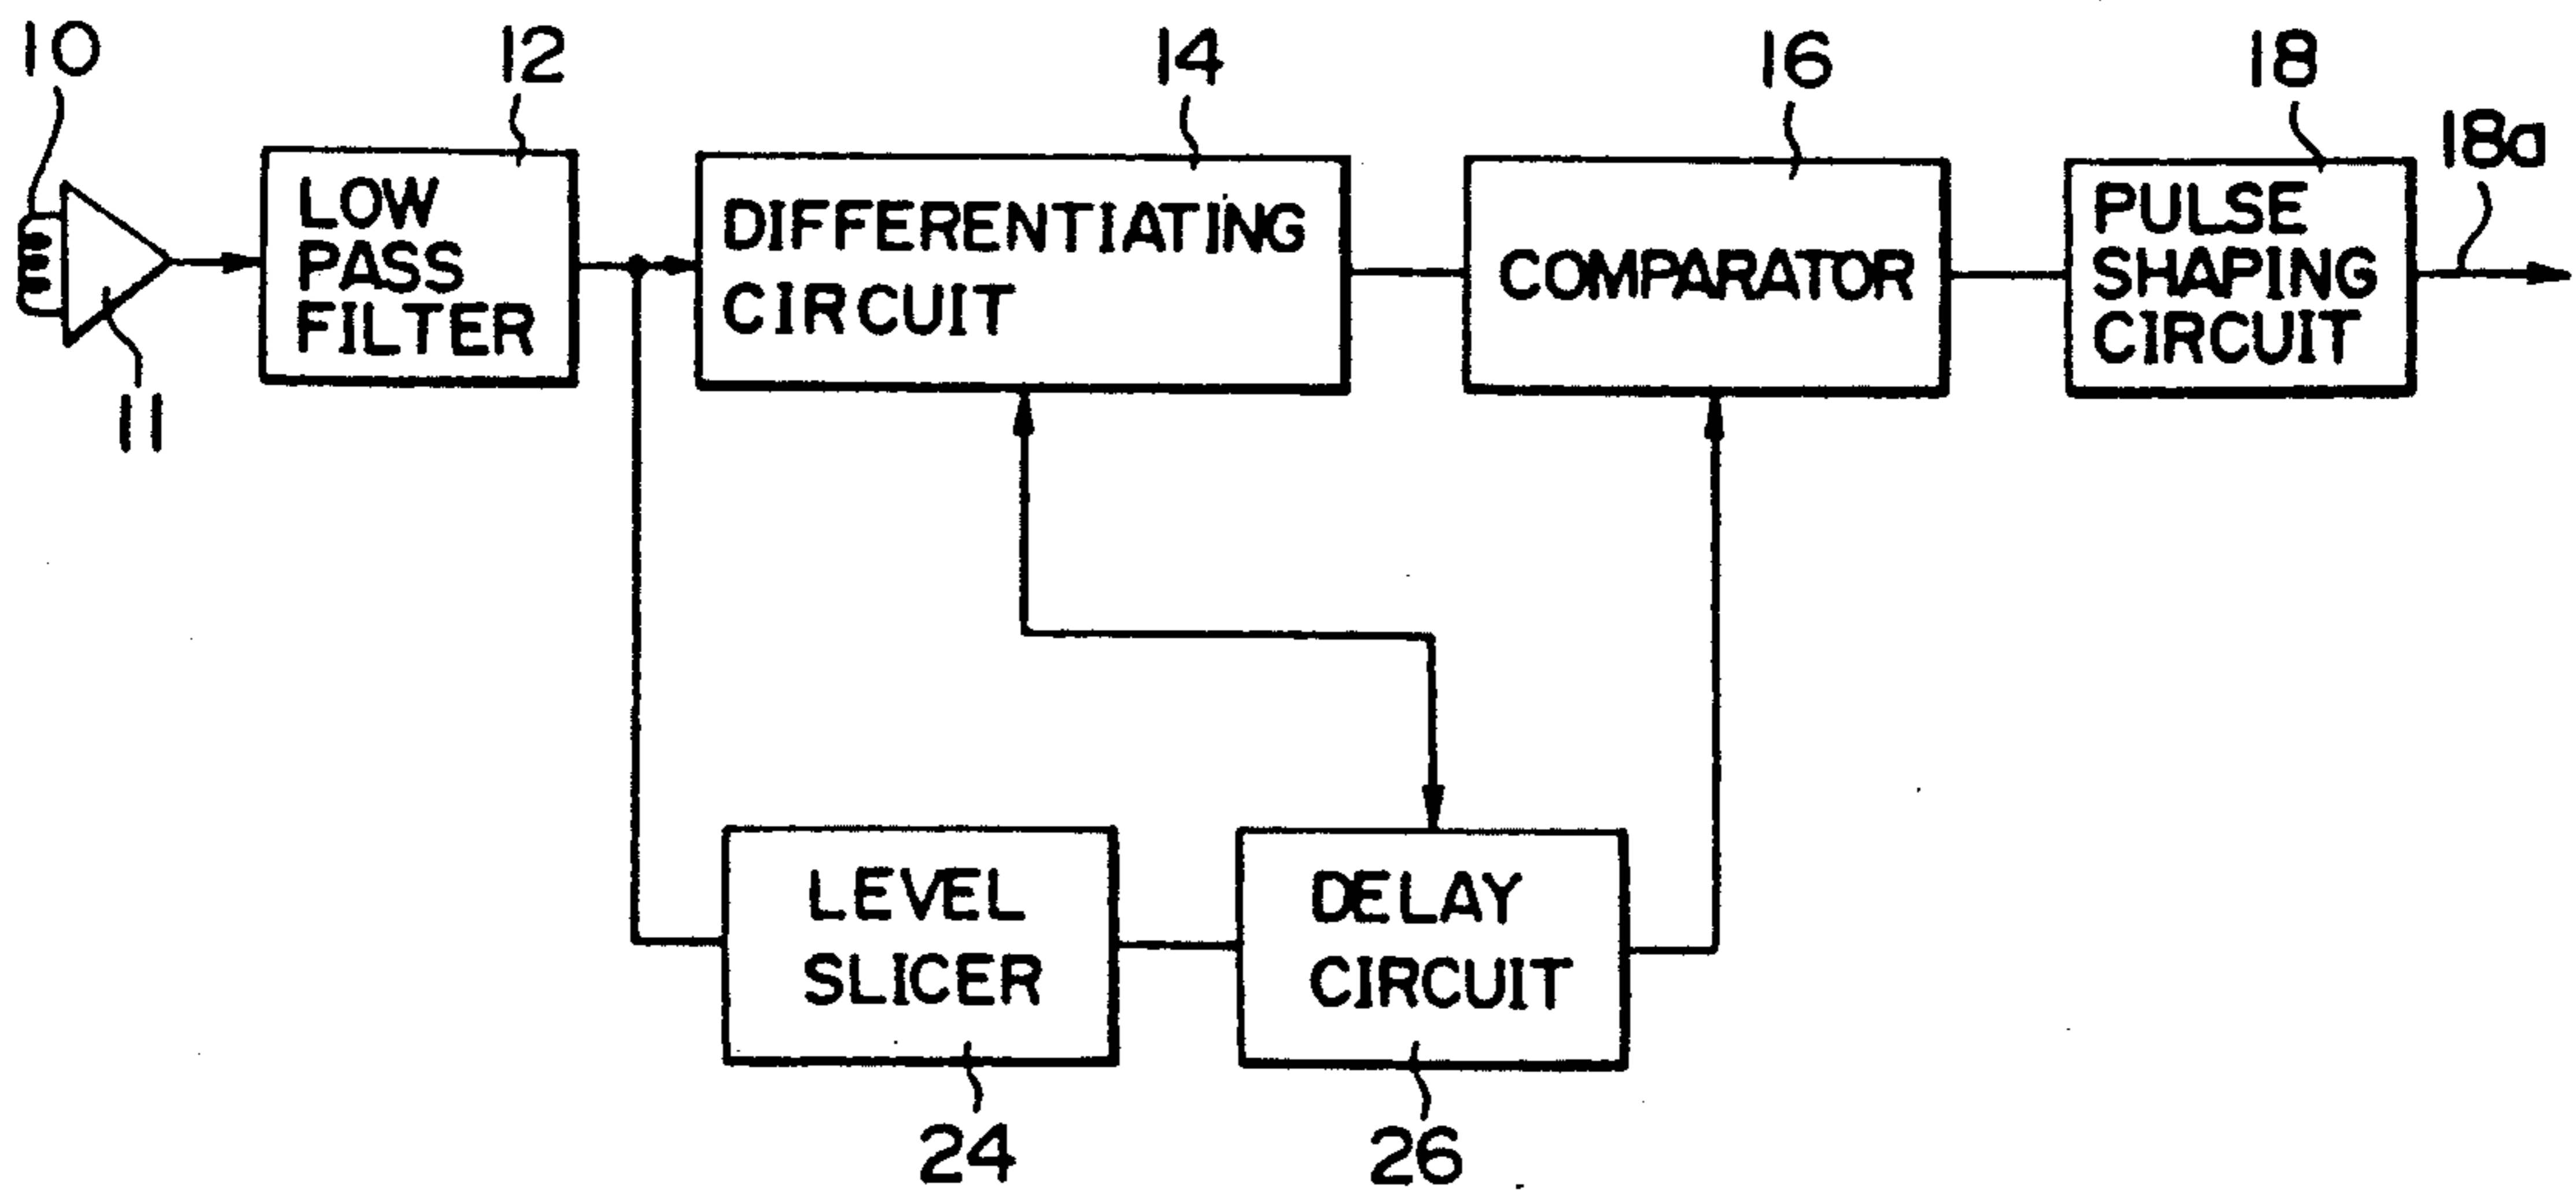 10
12
14
16
18
18a
LOW
PASS
FILTER
DIFFERENTIATING
CIRCUIT
COMPARATOR
PULSE
SHAPING
CIRCUIT
11
LEVEL
SLICER
DELAY
CIRCUIT
24
26